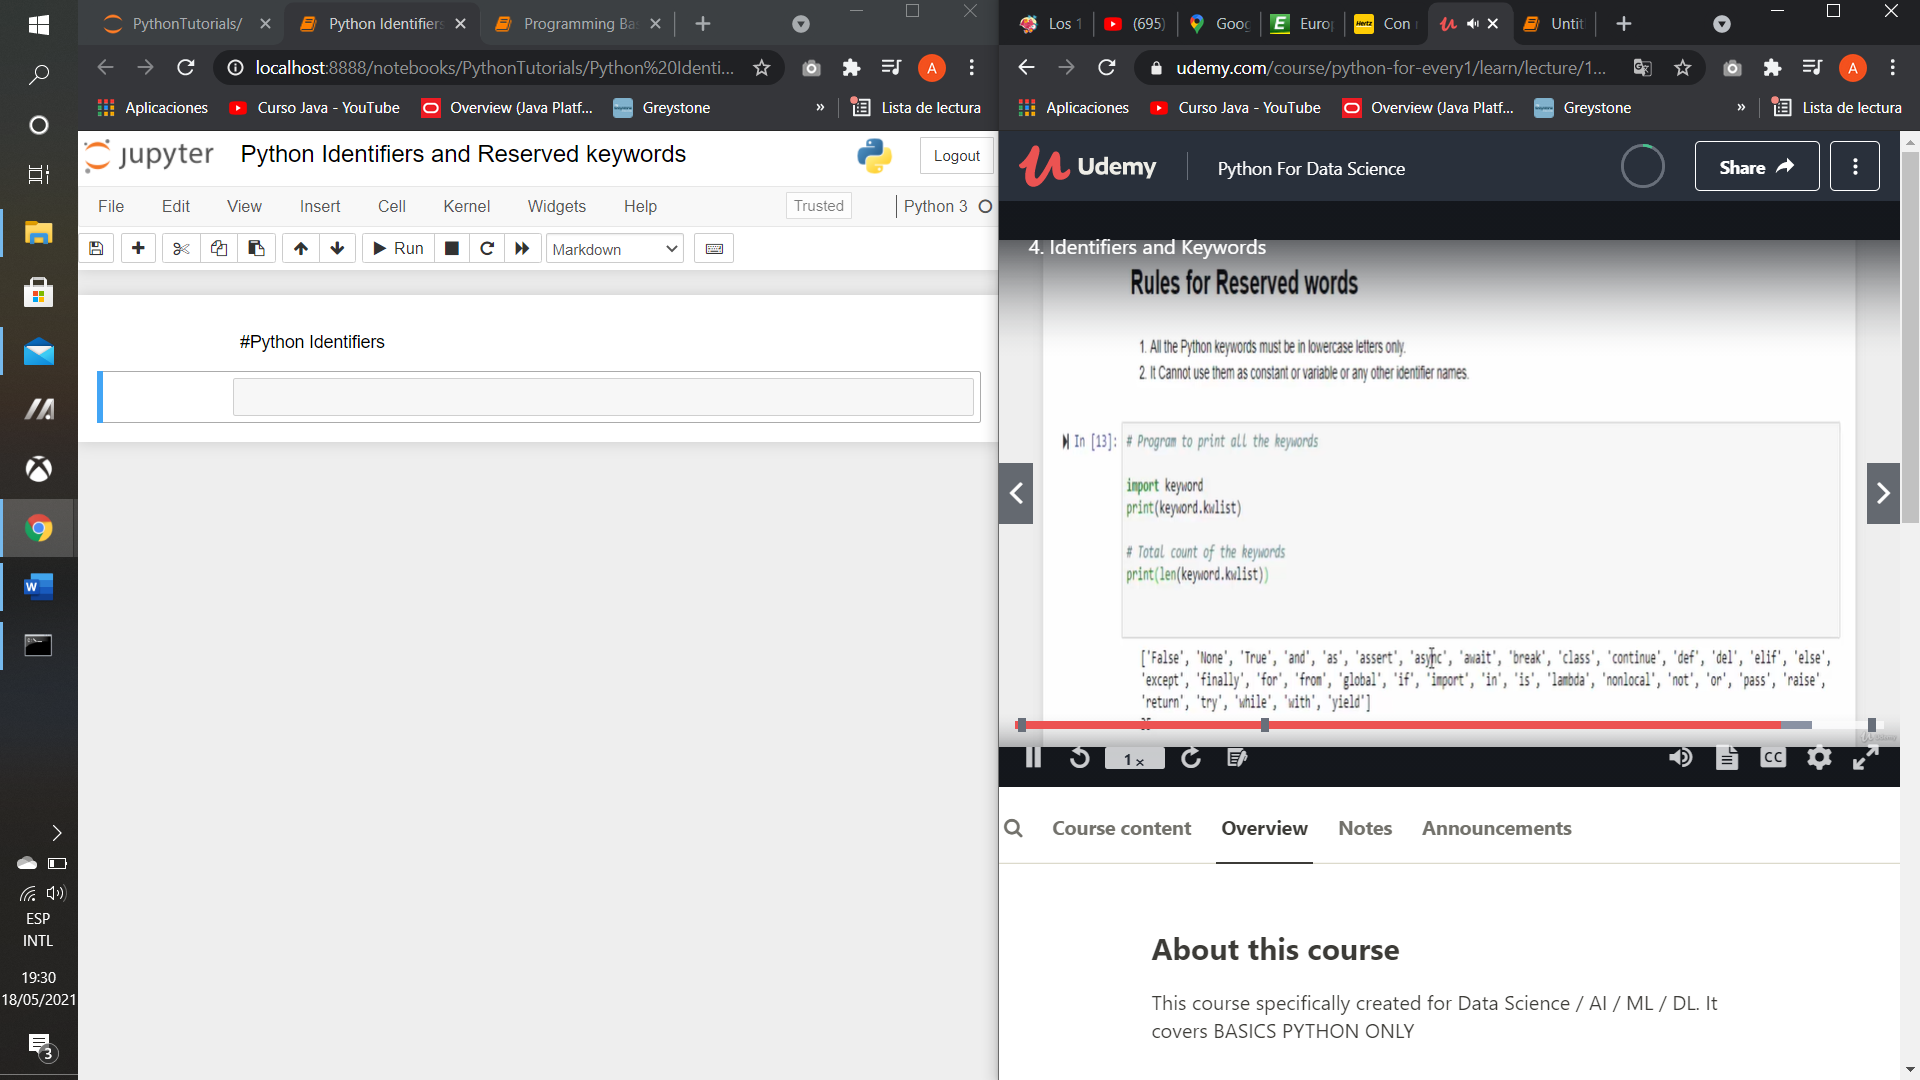 PythonTutorials/
Python Identifiers
Programming Ba
localhost:8888/notebooks/PythonTutorials/Python%20Identi...
A
Aplicaciones
Curso Java - YouTube
Overview (Java Platf...
Greystone
»
Lista de lectura
jupyter
Python Identifiers and Reserved keywords
Logout
File
Edit
View
Insert
Cell
Kernel
Widgets
Help
Trusted
Python 3
Run
Markdown
#Python Identifiers
ESP
INTL
19:30
18/05/2021
3
Los 1
(695)
Goog
Euro
Hertz
Con
Untit
udemy.com/course/python-for-every1/learn/lecture/1...
A
Aplicaciones
Curso Java - YouTube
Overview (Java Platf...
Greystone
»
Lista de lectura
Udemy
Python For Data Science
Share
4. Identifiers and Keywords
Rules for Reserved words
1. All the Python keywords must be in lowercase letters only.
2. It Cannot use them as constant or variable or any other identifier names.
In [13]:
# Program to print all the keywords
import keyword
print(keyword.kwlist)
# Total count of the keywords
print(len(keyword.kwlist))
['False', 'None', 'True', 'and', 'as', 'assert', 'async', 'await', 'break', 'class', 'continue', 'def', 'del', 'elif', 'else',
'except', 'finally', 'for', 'from', 'global', 'if', 'import', 'in', 'is', 'lambda', 'nonlocal', 'not', 'or', 'pass', 'raise',
'return', 'try', 'while', 'with', 'yield']
1 x
CC
Course content
Overview
Notes
Announcements
About this course
This course specifically created for Data Science / AI / ML / DL. It
covers BASICS PYTHON ONLY